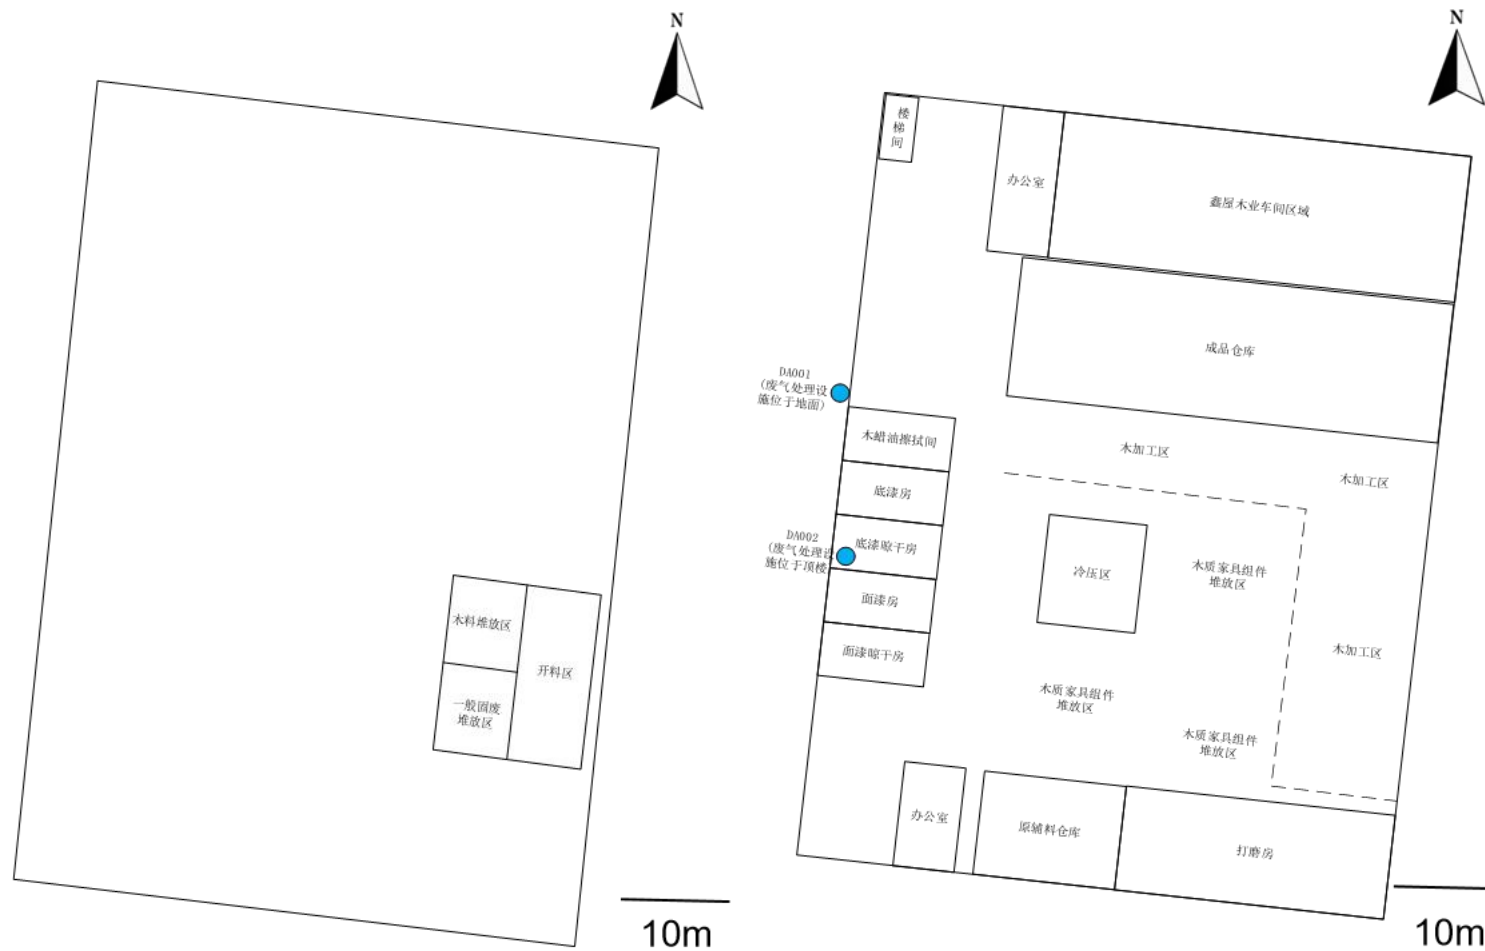 N
木料堆放区
开料区
一般固废
堆放区
10m
N
楼
梯
间
办公室
鑫屋木业车间区域
成品仓库
DA001
（废气处理设
施位于地面）
木蜡油擦拭间
木加工区
木加工区
底漆房
DA002
（废气处理设
施位于顶楼
底漆晾干房
冷压区
木质家具组件
堆放区
面漆房
面漆晾干房
木加工区
木质家具组件
堆放区
木质家具组件
堆放区
办公室
原辅料仓库
打磨房
10m